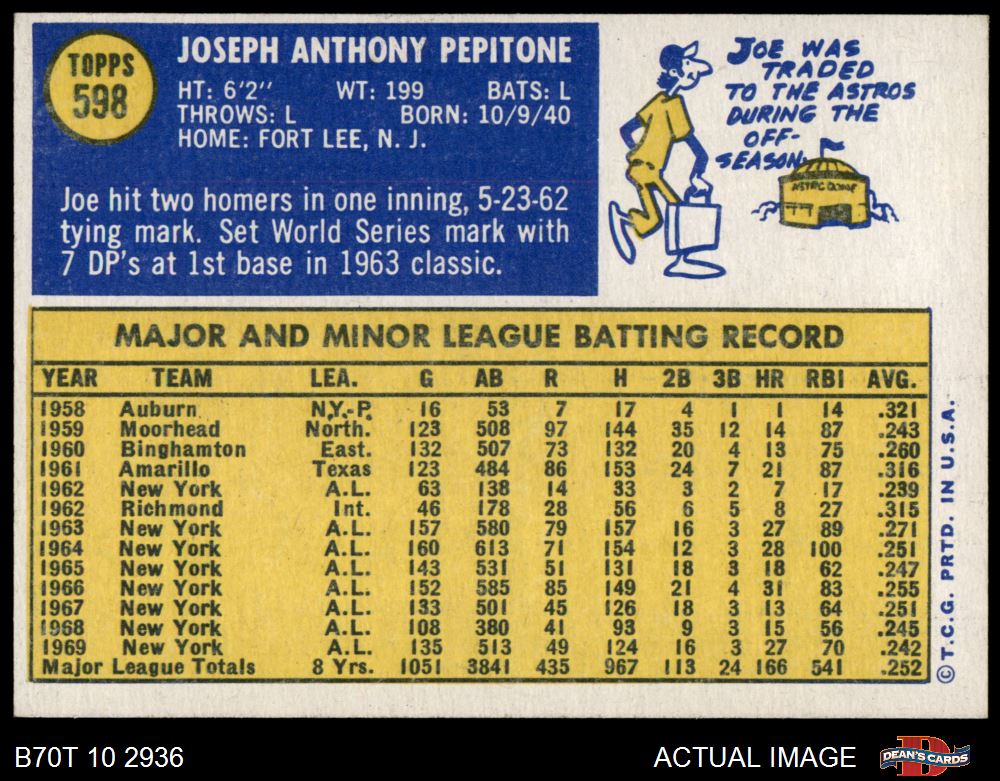 TOPPS
598
JOSEPH ANTHONY PEPITONE
HT: 6'2" WT: 199 BATS: L
THROWS: L BORN: 10/9/40
HOME: FORT LEE, N. J.
Joe hit two homers in one inning, 5-23-62
tying mark. Set World Series mark with
7 DP's at 1st base in 1963 classic.
JOE WAS
TRADED
TO THE ASTROS
DURING THE
OFF-
SEASON.
ASTRODOME
MAJOR AND MINOR LEAGUE BATTING RECORD
YEAR TEAM LEA. G AB R H 2B 3B HR RBI AVG.
1958 Auburn N.Y.-P. 16 53 7 17 4 1 1 14 .321
1959 Moorhead North. 123 508 97 144 35 12 14 87 .243
1960 Binghamton East. 132 507 73 132 20 4 13 75 .260
1961 Amarillo Texas 123 484 86 153 24 7 21 87 .316
1962 New York A.L. 63 138 14 33 3 2 7 17 .239
1962 Richmond Int. 46 178 28 56 6 5 8 27 .315
1963 New York A.L. 157 580 79 157 16 3 27 89 .271
1964 New York A.L. 160 613 71 154 12 3 28 100 .251
1965 New York A.L. 143 531 51 131 18 3 18 62 .247
1966 New York A.L. 152 585 85 149 21 4 31 83 .255
1967 New York A.L. 133 501 45 126 18 3 13 64 .251
1968 New York A.L. 108 380 41 93 9 3 15 56 .245
1969 New York A.L. 135 513 49 124 16 3 27 70 .242
Major League Totals 8 Yrs. 1051 3841 435 967 113 24 166 541 .252
© T.C.G. PRTD. IN U.S.A.
B70T 10 2936
ACTUAL IMAGE
DEAN'S CARDS